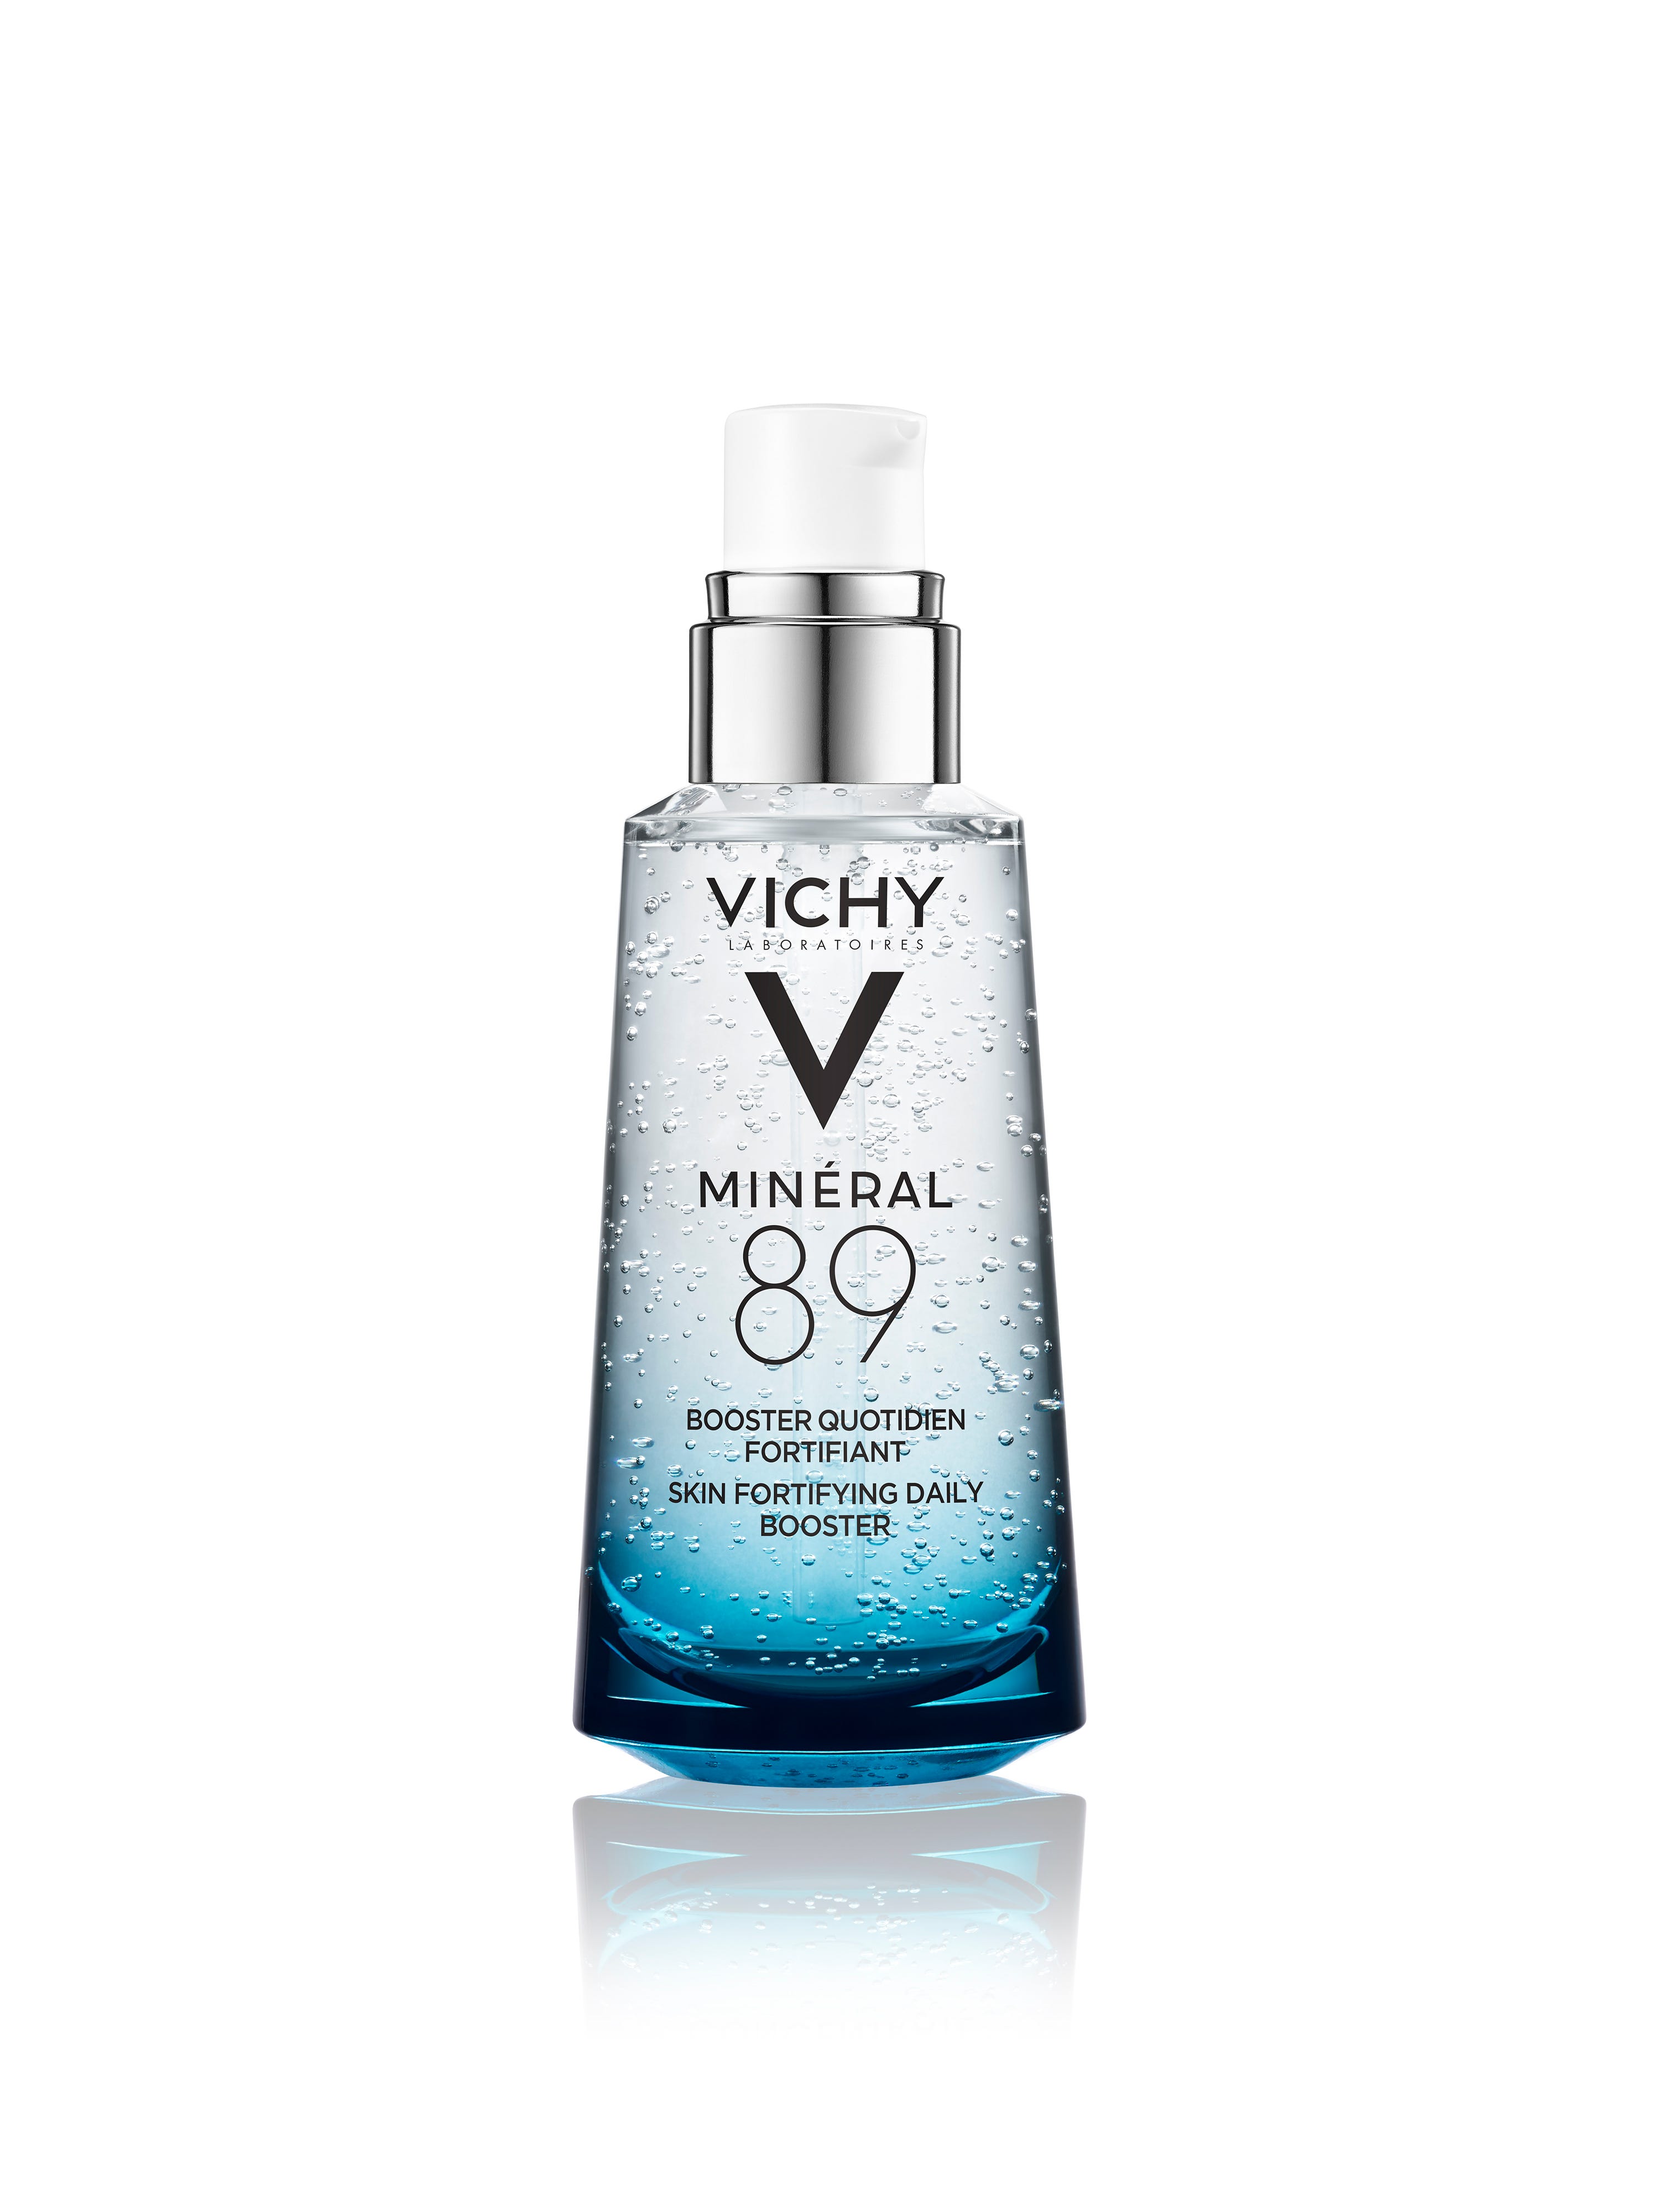 VICHY
LABORATOIRES
V
MINÉRAL
89
BOOSTER QUOTIDIEN
FORTIFIANT
SKIN FORTIFYING DAILY
BOOSTER